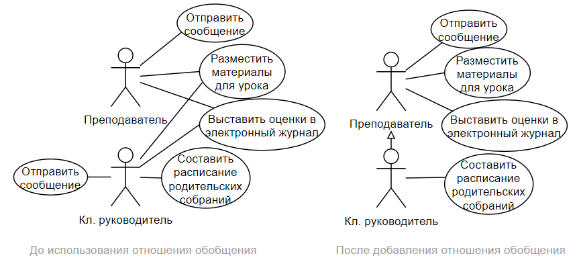 Отправить
сообщение
Разместить
материалы
для урока
Преподаватель
Выставить оценки в
электронный журнал
Отправить
сообщение
Составить
расписание
родительских
собраний
Кл. руководитель
До использования отношения обобщения
Отправить
сообщение
Разместить
материалы
для урока
Преподаватель
Выставить оценки в
электронный журнал
Составить
расписание
родительских
собраний
Кл. руководитель
После добавления отношения обобщения